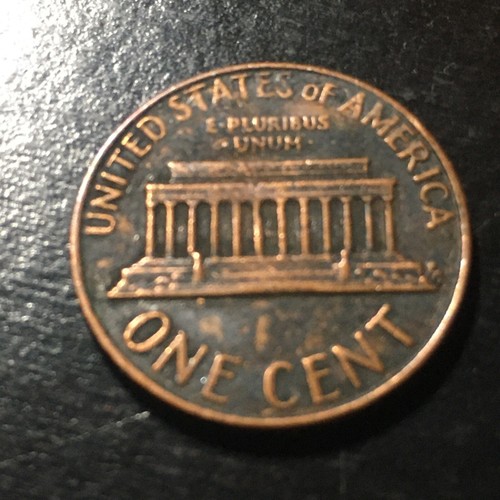 UNITED STATES OF AMERICA
E·PLURIBUS
·UNUM·
ONE CENT